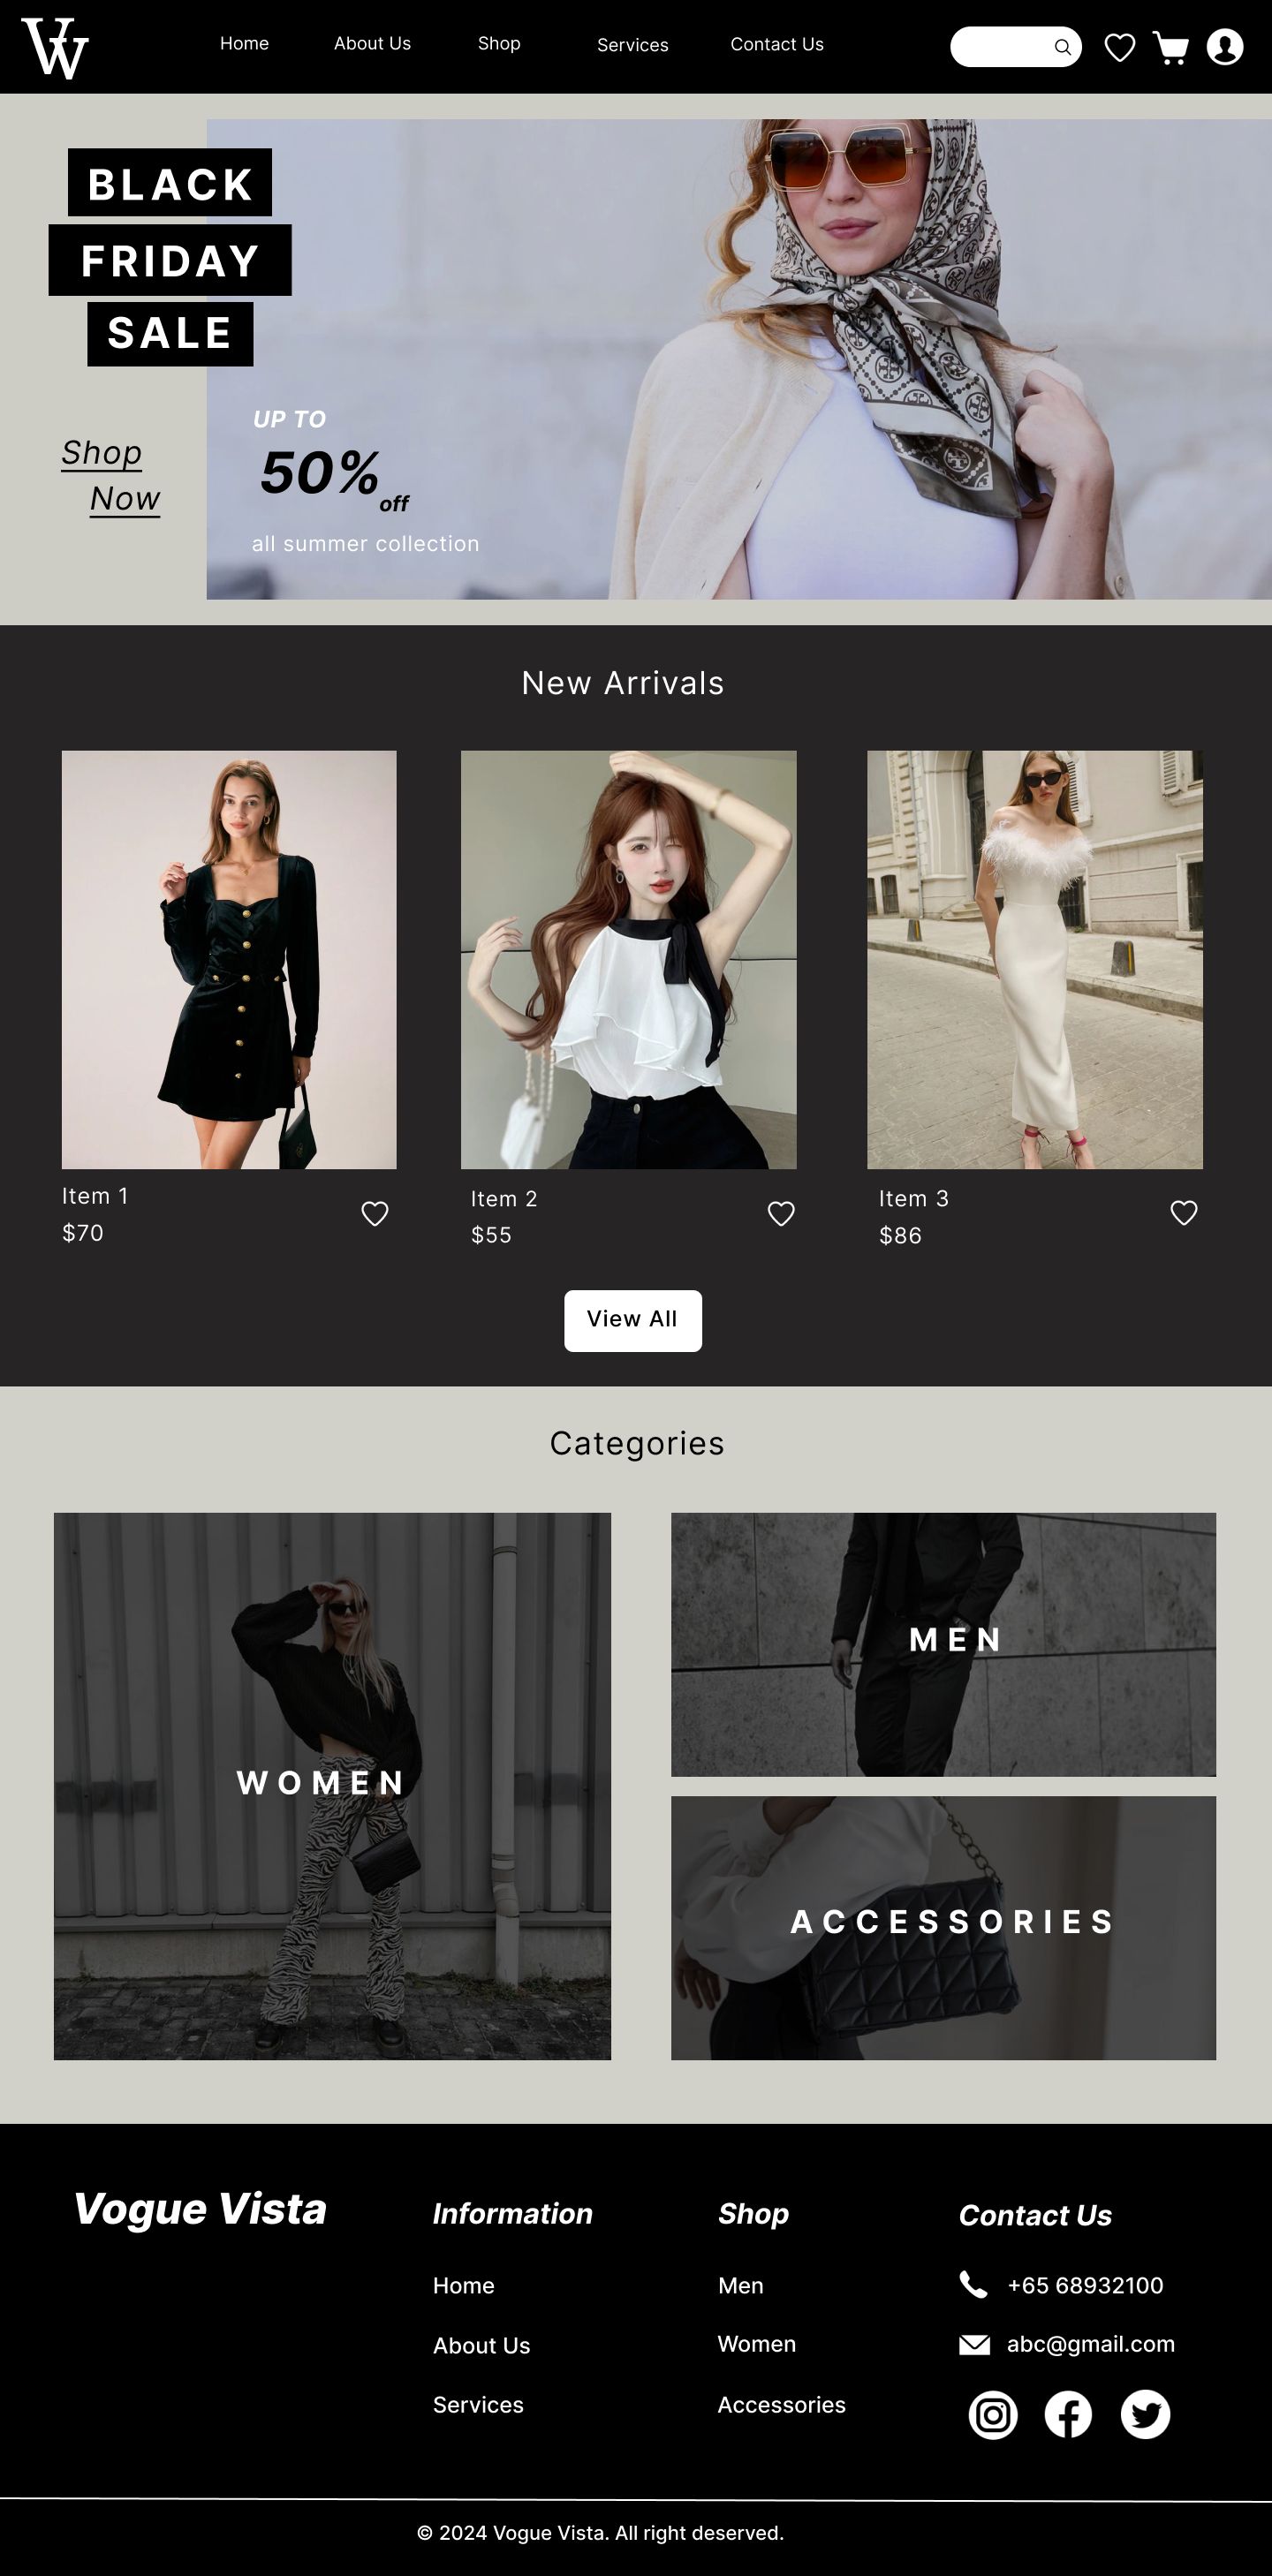 VW
Home
About Us
Shop
Services
Contact Us
BLACK
FRIDAY
SALE
Shop
Now
UP TO
50%
off
all summer collection
New Arrivals
Item 1
$70
Item 2
$55
Item 3
$86
View All
Categories
WOMEN
MEN
ACCESSORIES
Vogue Vista
Information
Home
About Us
Services
Shop
Men
Women
Accessories
Contact Us
+65 68932100
abc@gmail.com
© 2024 Vogue Vista. All right deserved.